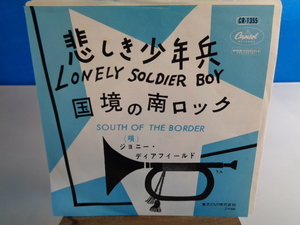 CR-1355
Capitol
悲しき少年兵
LONELY SOLDIER BOY
国境の南ロック
SOUTH OF THE BORDER
(唄)
ジョニー・
ディアフィールド